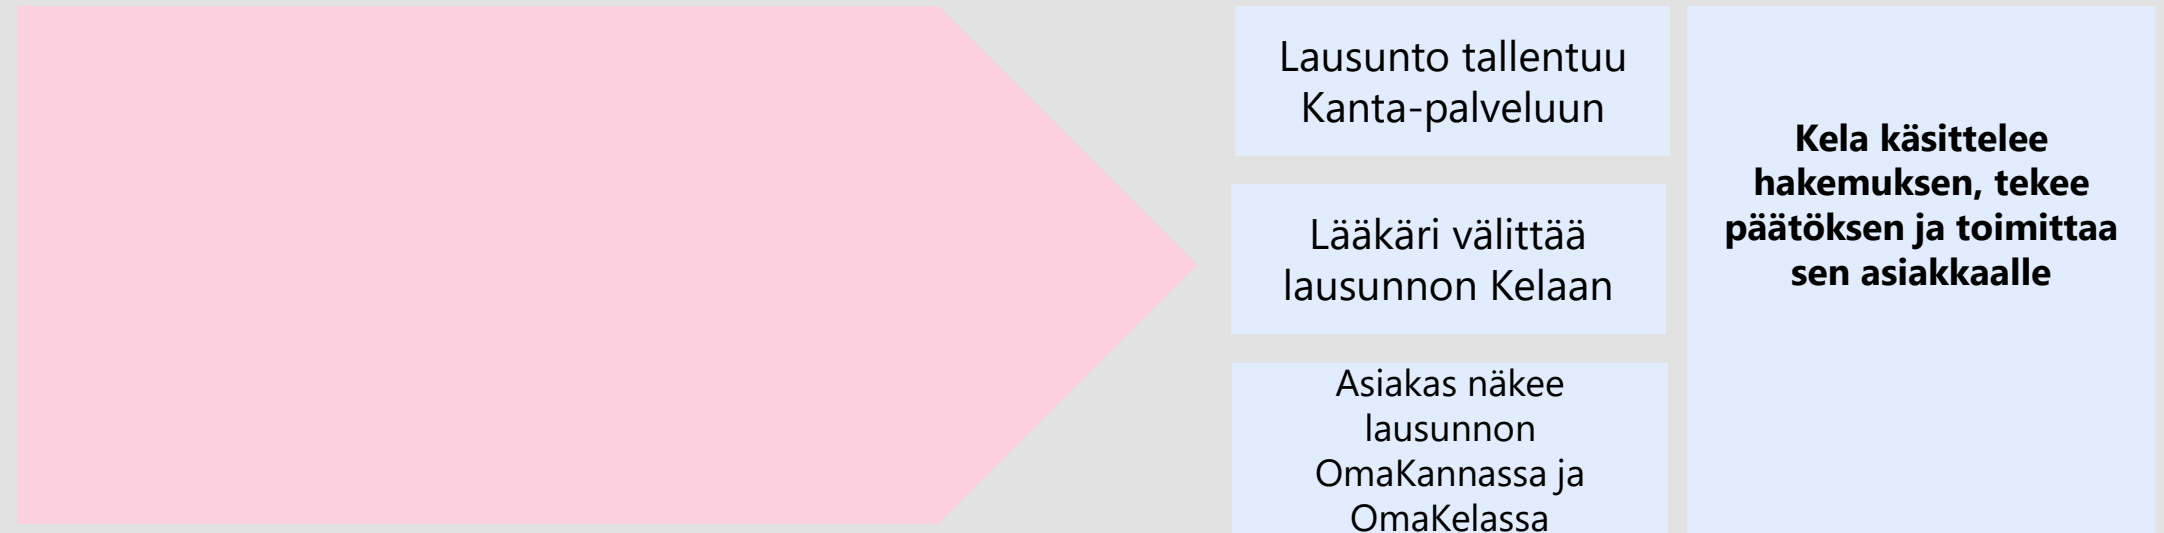 Lausunto tallentuu
Kanta-palveluun
Lääkäri välittää
lausunnon Kelaan
Asiakas näkee
lausunnon
OmaKannassa ja
OmaKelassa
Kela käsittelee
hakemuksen, tekee
päätöksen ja toimittaa
sen asiakkaalle